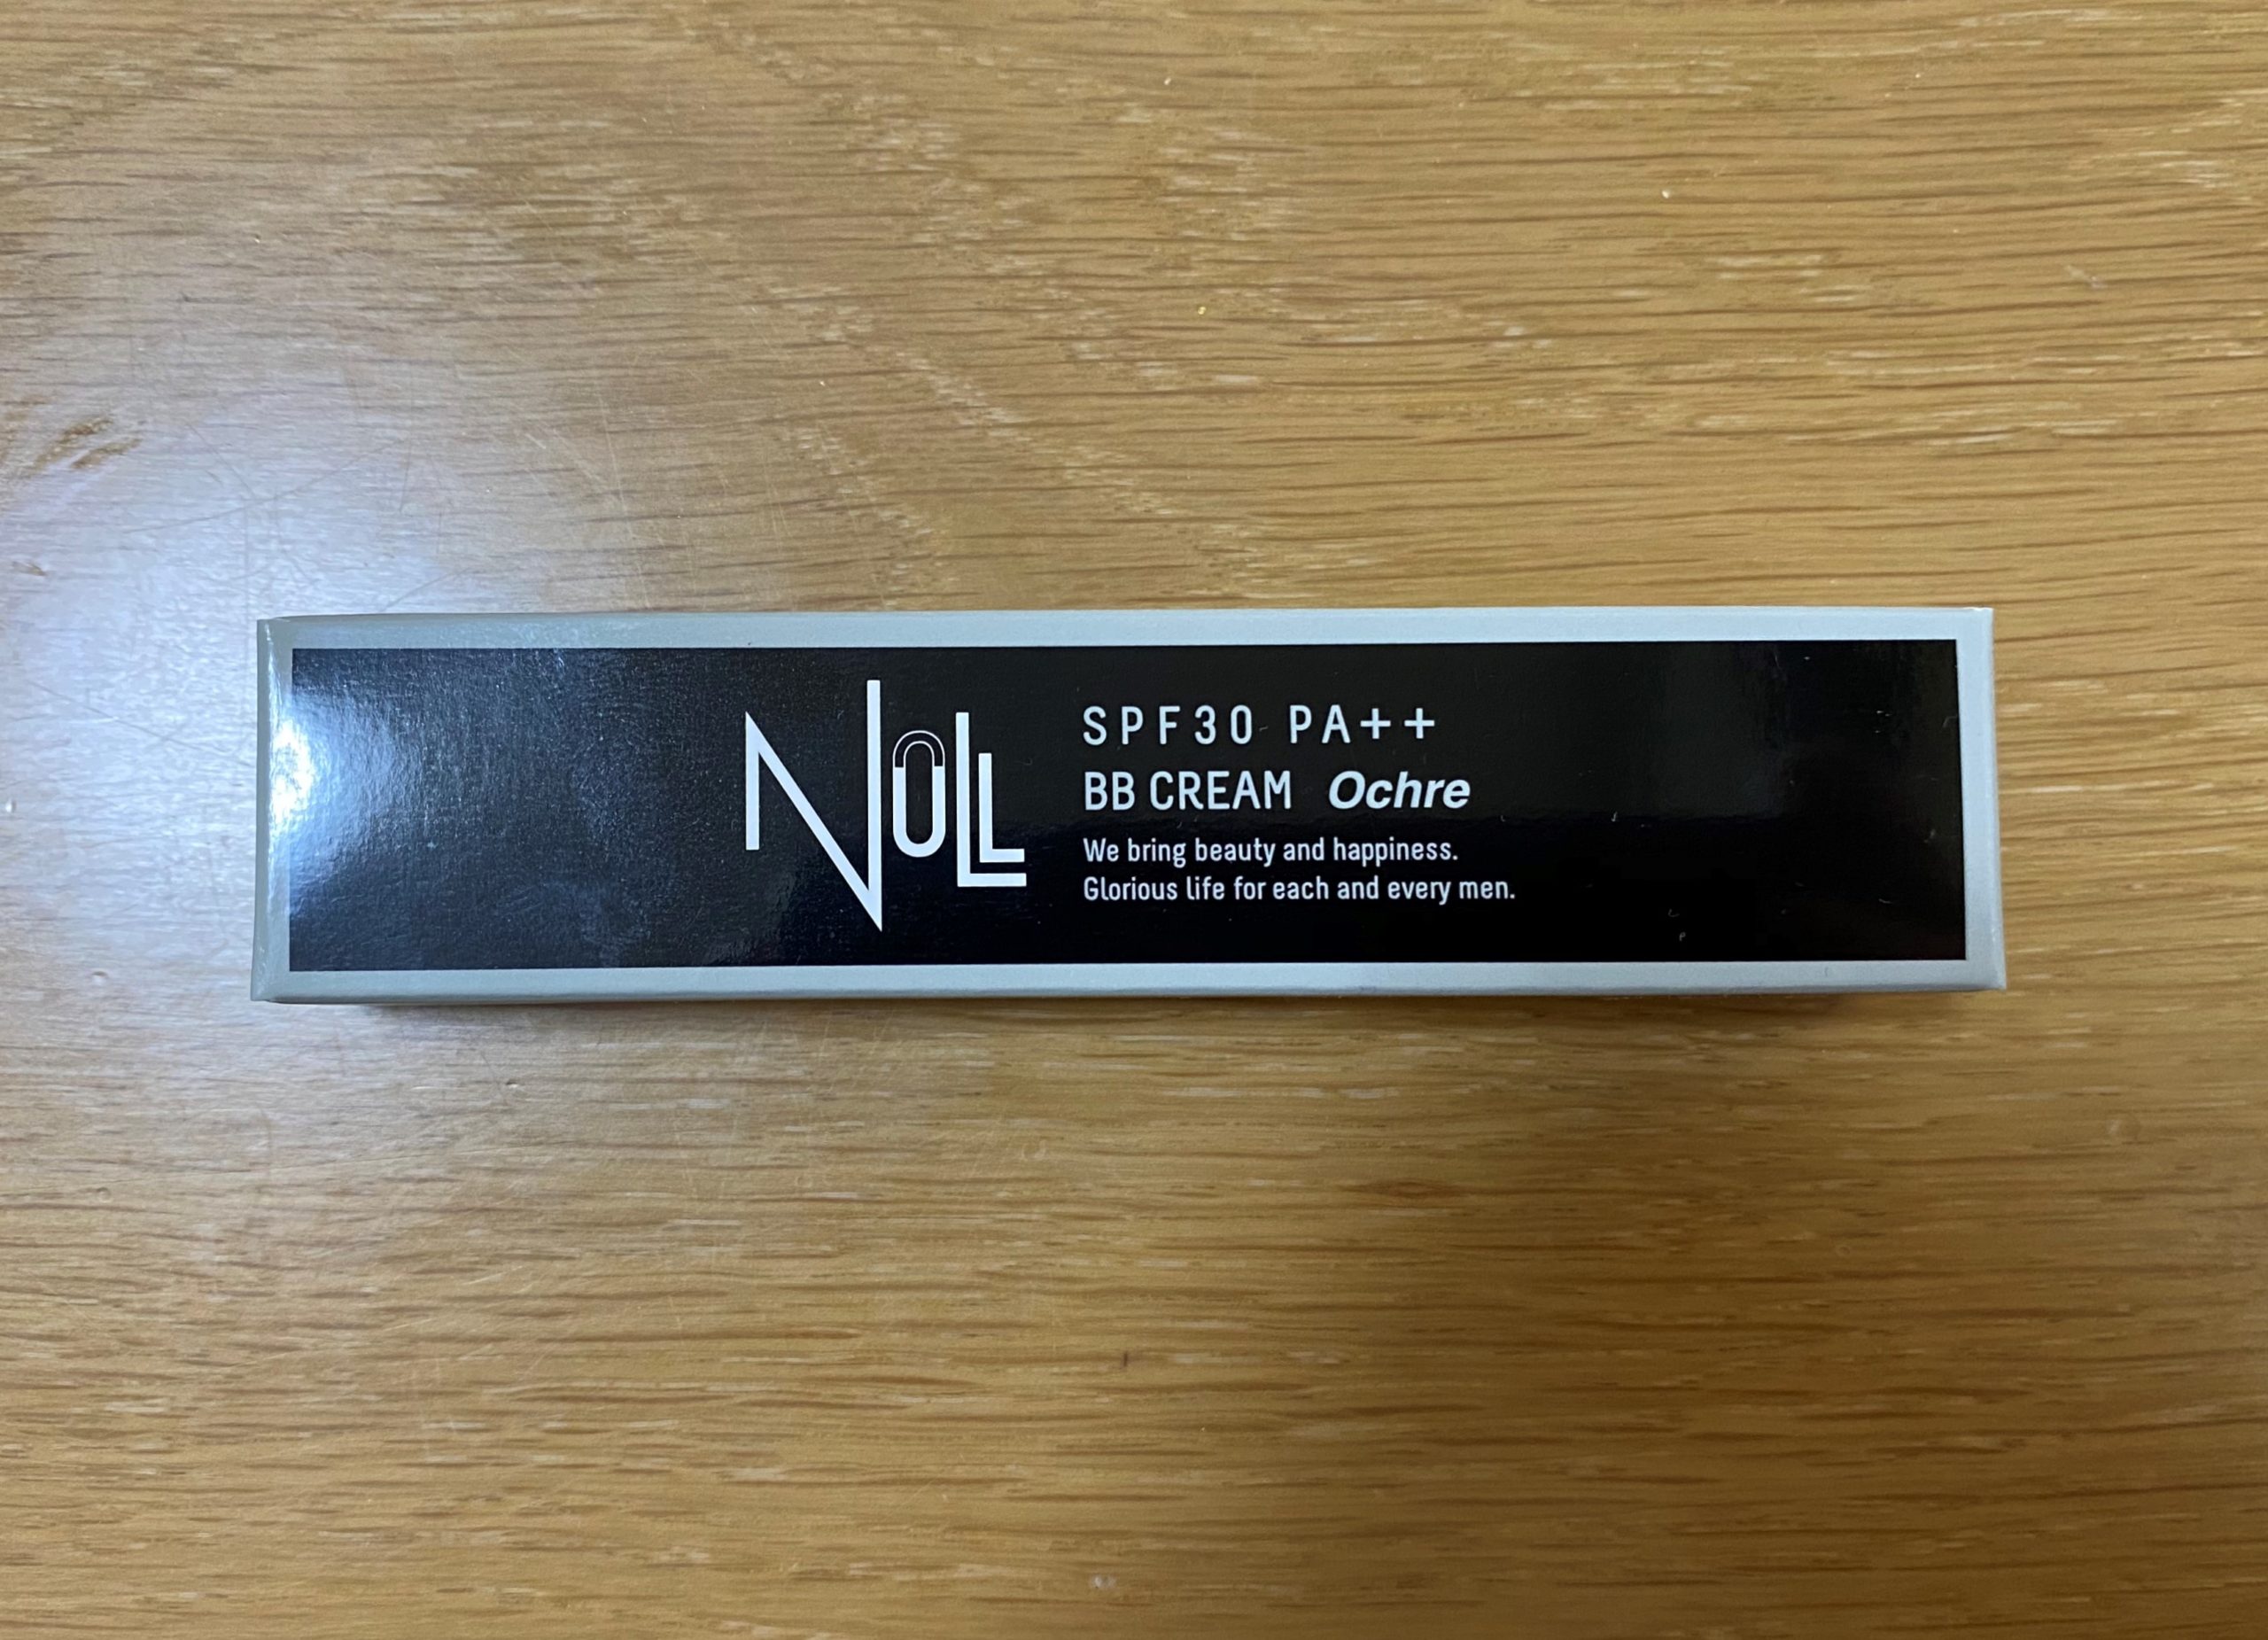 NULL
SPF30 PA++
BB CREAM Ochre
We bring beauty and happiness.
Glorious life for each and every men.